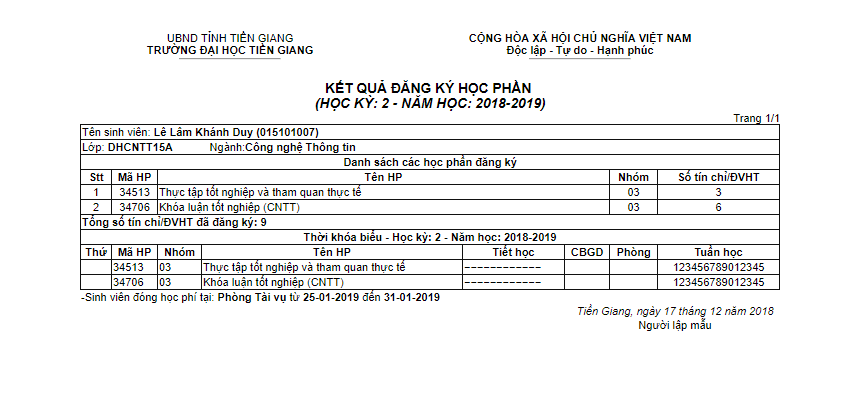 UBND TỈNH TIỀN GIANG
TRƯỜNG ĐẠI HỌC TIỀN GIANG
CỘNG HÒA XÃ HỘI CHỦ NGHĨA VIỆT NAM
Độc lập - Tự do - Hạnh phúc
KẾT QUẢ ĐĂNG KÝ HỌC PHẦN
(HỌC KỲ: 2 - NĂM HỌC: 2018-2019)
Trang 1/1
Tên sinh viên: Lê Lâm Khánh Duy (015101007)
Lớp: DHCNTT15A Ngành:Công nghệ Thông tin
Danh sách các học phần đăng ký
Stt Mã HP Tên HP Nhóm Số tín chỉ/ĐVHT
1 34513 Thực tập tốt nghiệp và tham quan thực tế 03 3
2 34706 Khóa luận tốt nghiệp (CNTT) 03 6
Tổng số tín chỉ/ĐVHT đã đăng ký: 9
Thời khóa biểu - Học kỳ: 2 - Năm học: 2018-2019
Thứ Mã HP Nhóm Tên HP Tiết học CBGD Phòng Tuần học
34513 03 Thực tập tốt nghiệp và tham quan thực tế ------------ 123456789012345
34706 03 Khóa luận tốt nghiệp (CNTT) ------------ 123456789012345
-Sinh viên đóng học phí tại: Phòng Tài vụ từ 25-01-2019 đến 31-01-2019
Tiền Giang, ngày 17 tháng 12 năm 2018
Người lập mẫu